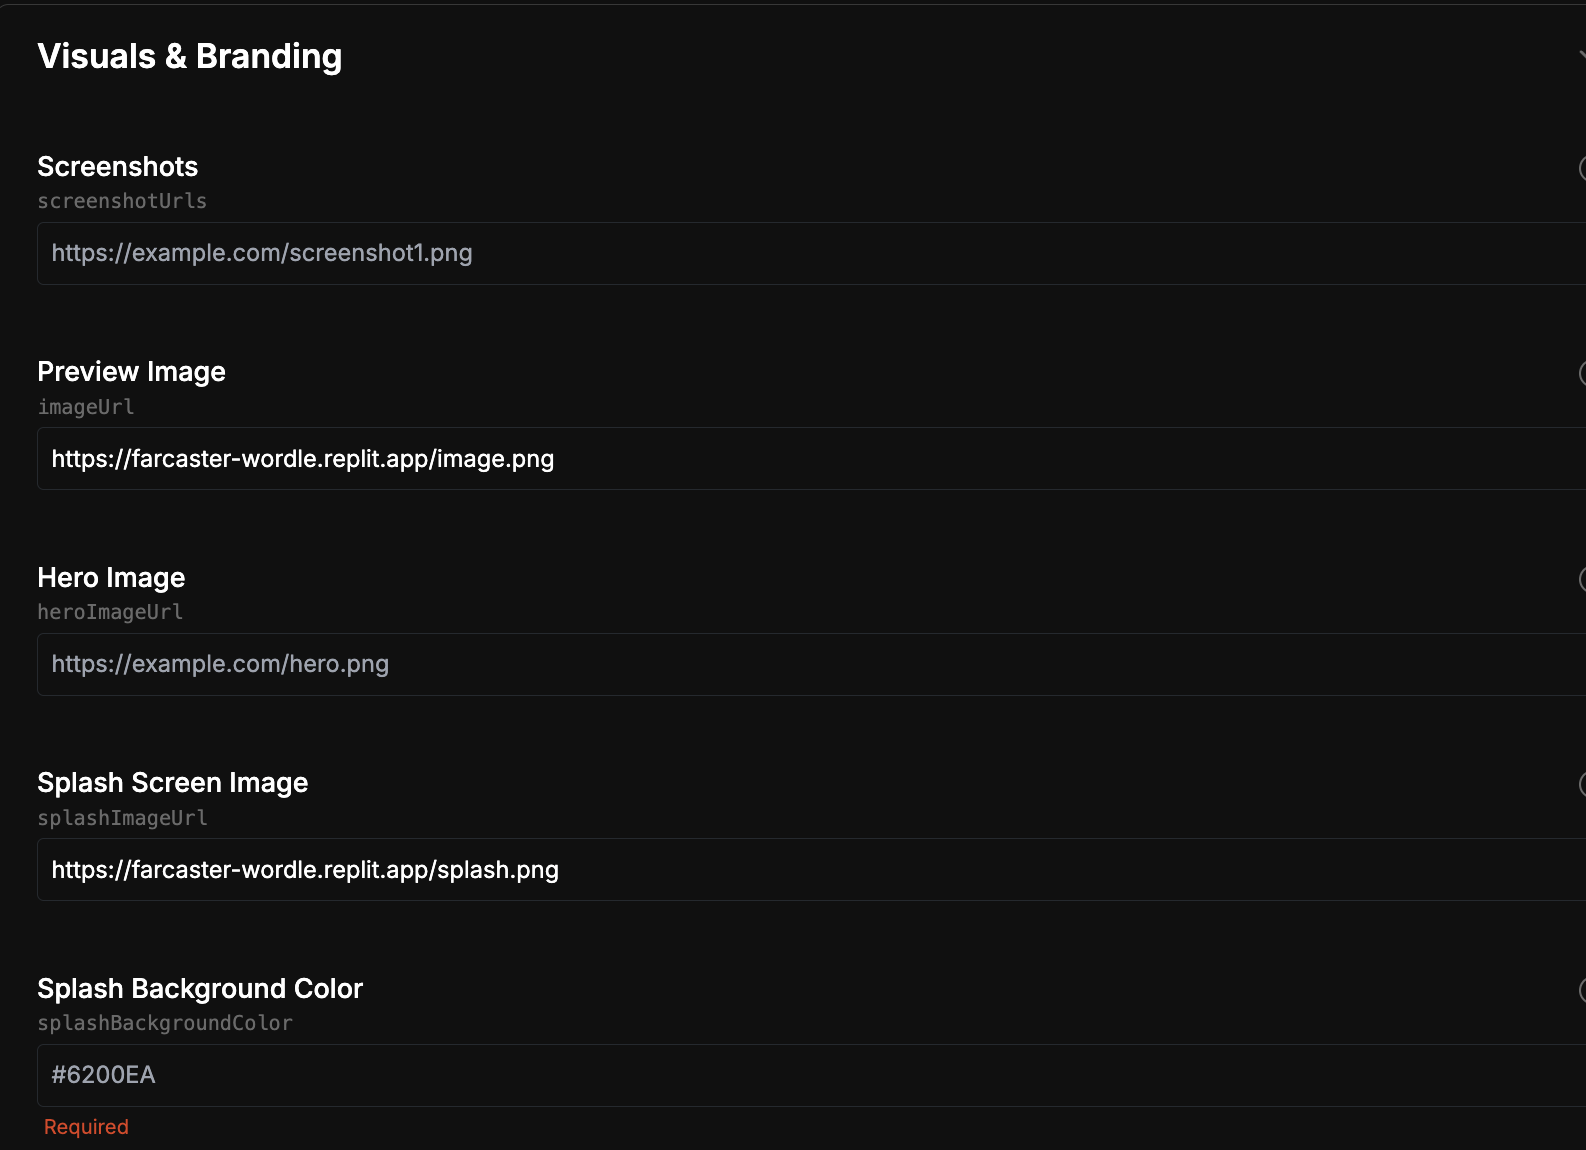 Visuals & Branding
Screenshots
screenshotUrls
https://example.com/screenshot1.png
Preview Image
imageUrl
https://farcaster-wordle.replit.app/image.png
Hero Image
heroImageUrl
https://example.com/hero.png
Splash Screen Image
splashImageUrl
https://farcaster-wordle.replit.app/splash.png
Splash Background Color
splashBackgroundColor
#6200EA
Required